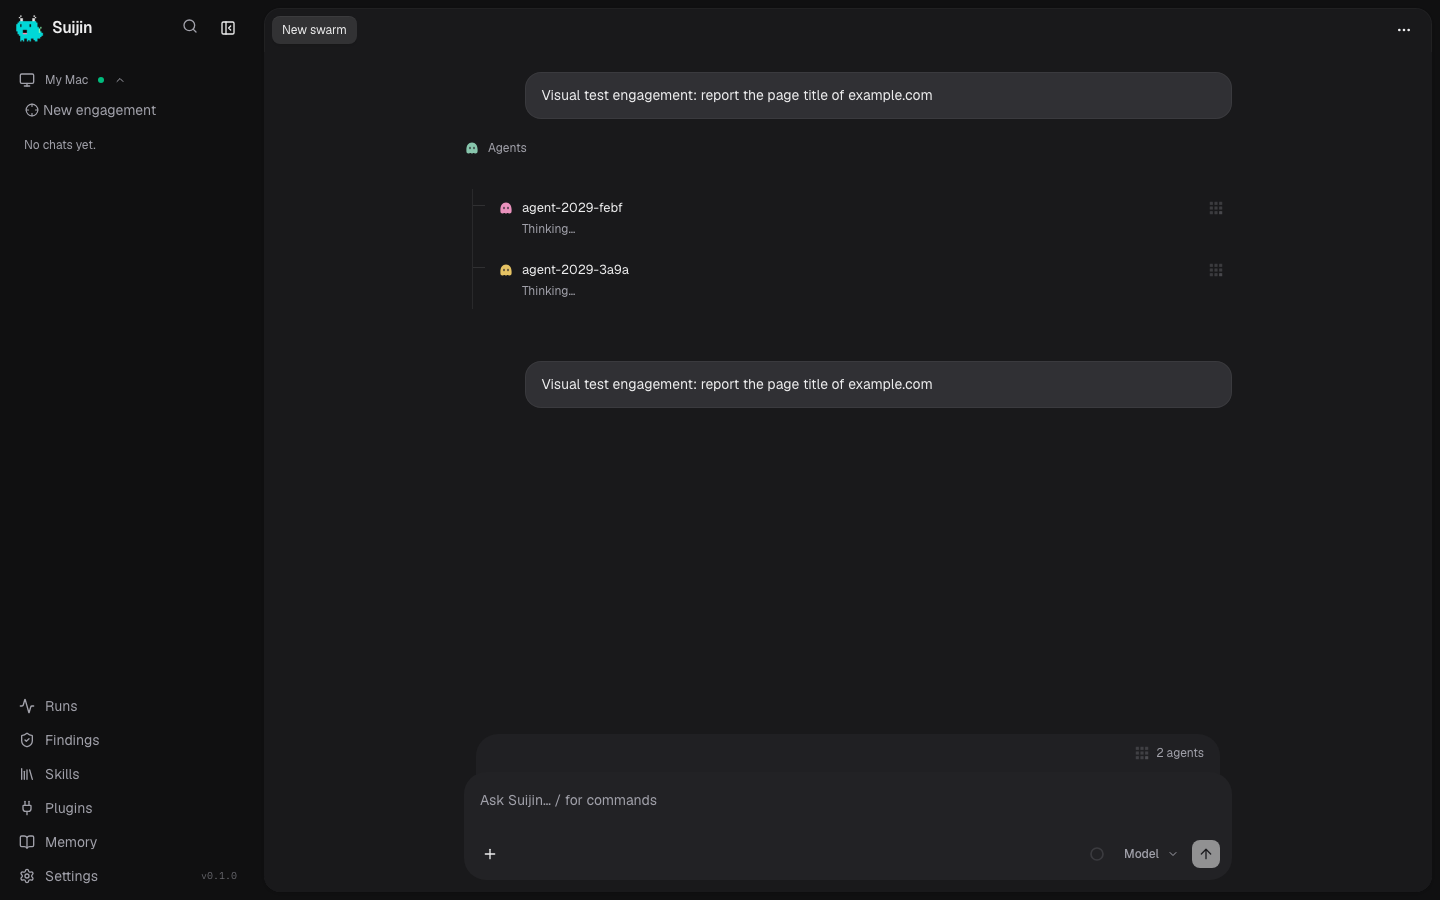 Suijin
New swarm
My Mac
New engagement
No chats yet.
Visual test engagement: report the page title of example.com
Agents
agent-2029-febf
Thinking...
agent-2029-3a9a
Thinking...
Visual test engagement: report the page title of example.com
Runs
Findings
Skills
Plugins
Memory
Settings
v0.1.0
2 agents
Ask Suijin... / for commands
Model